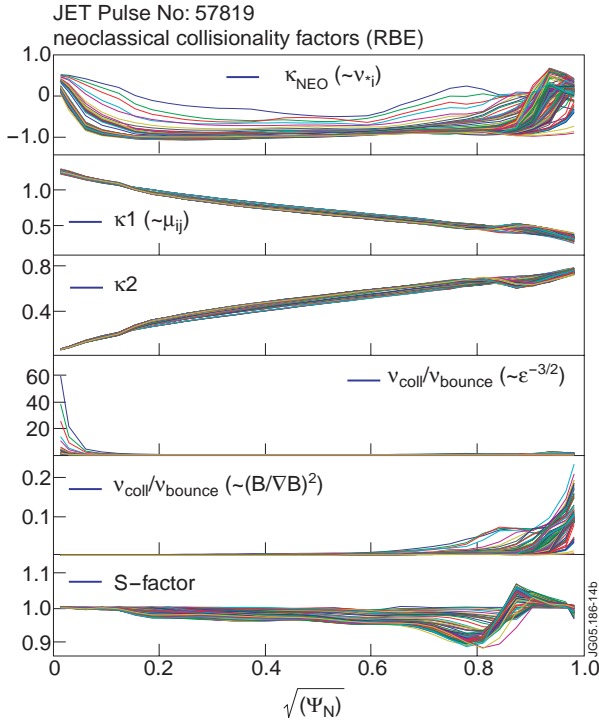 JET Pulse No: 57819
neoclassical collisionality factors (RBE)
1.0
0
−1.0
κNEO (~ν*i)
1.0
0.5
κ1 (~μij)
0.8
0.4
κ2
60
40
20
νcoll/νbounce (~ε−3/2)
0.2
0.1
νcoll/νbounce (~(B/∇B)2)
1.1
1.0
0.9
S−factor
0 0.2 0.4 0.6 0.8 1.0
√(ΨN)
JG05.186-14b